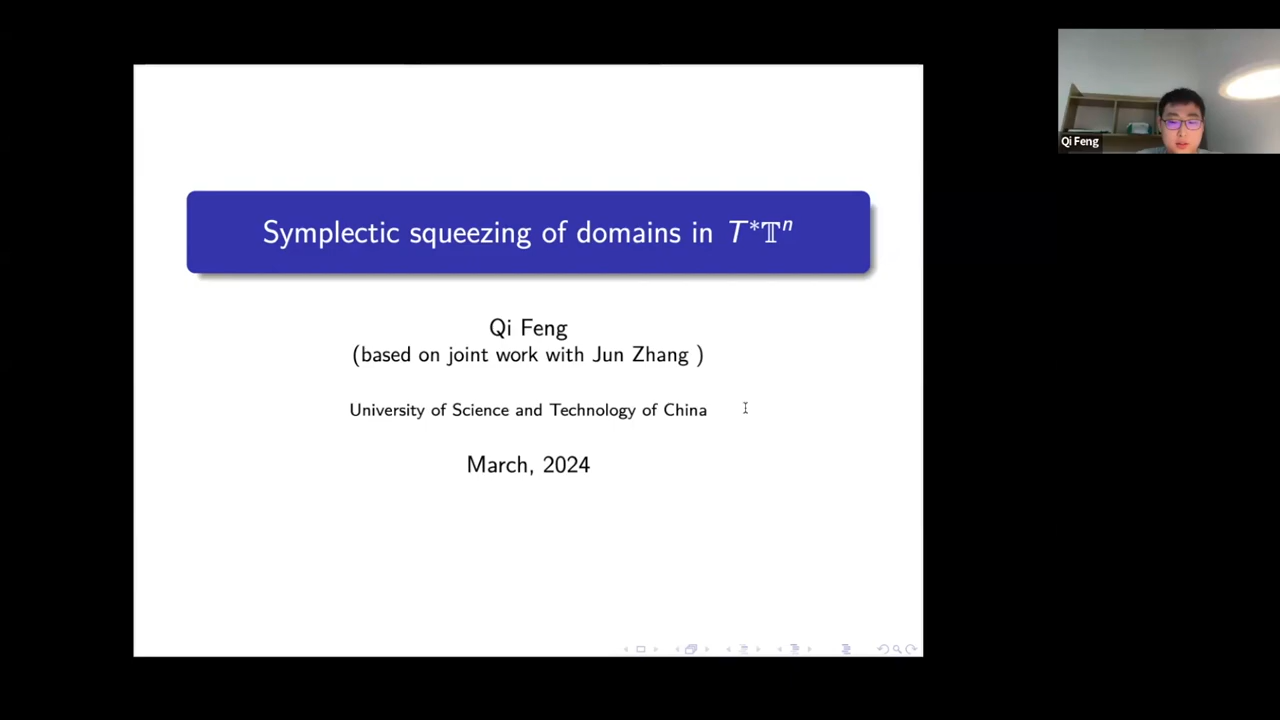 Symplectic squeezing of domains in T*𝕋ⁿ
Qi Feng
(based on joint work with Jun Zhang )
University of Science and Technology of China
March, 2024
Qi Feng